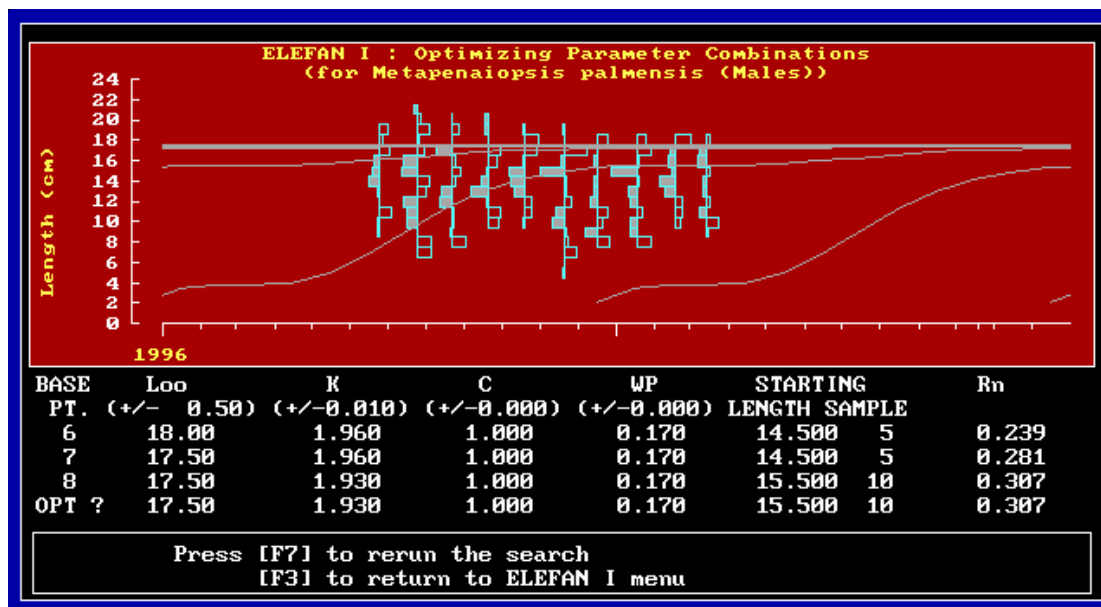 ELEFAN I : Optimizing Parameter Combinations
(for Metapenaiopsis palmensis (Males))
24
22
20
18
16
14
12
10
8
6
4
2
0
Length (cm)
1996
BASE Loo K C WP STARTING Rn
PT. (+/- 0.50) (+/-0.010) (+/-0.000) (+/-0.000) LENGTH SAMPLE
6 18.00 1.960 1.000 0.170 14.500 5 0.239
7 17.50 1.960 1.000 0.170 14.500 5 0.281
8 17.50 1.930 1.000 0.170 15.500 10 0.307
OPT ? 17.50 1.930 1.000 0.170 15.500 10 0.307
Press [F7] to rerun the search
[F3] to return to ELEFAN I menu